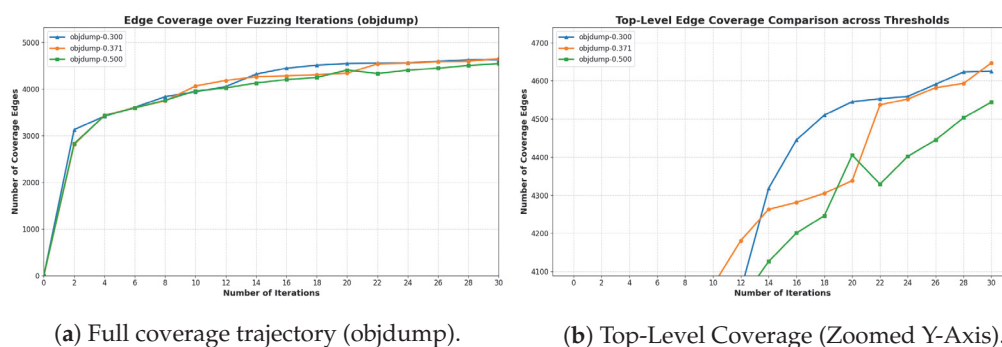 Edge Coverage over Fuzzing Iterations (objdump)
objdump-0.300
objdump-0.371
objdump-0.500
Number of Coverage Edges
5000
4000
3000
2000
1000
0
0 2 4 6 8 10 12 14 16 18 20 22 24 26 28 30
Number of Iterations
(a) Full coverage trajectory (objdump).
Top-Level Edge Coverage Comparison across Thresholds
objdump-0.300
objdump-0.371
objdump-0.500
Number of Coverage Edges
4700
4600
4500
4400
4300
4200
4100
0 2 4 6 8 10 12 14 16 18 20 22 24 26 28 30
Number of Iterations
(b) Top-Level Coverage (Zoomed Y-Axis).